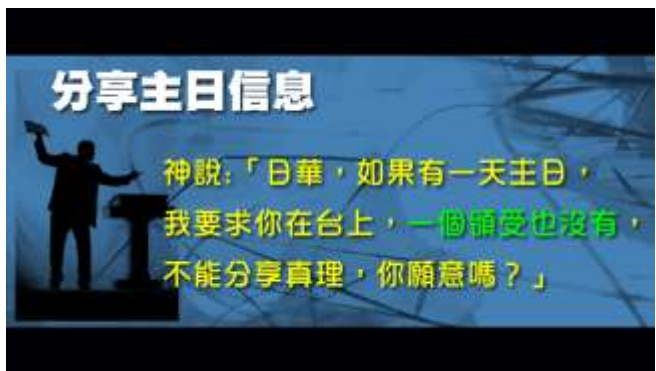 分享主日信息
神說:「日華，如果有一天主日，
我要求你在台上，一個領受也沒有，
不能分享真理，你願意嗎？」